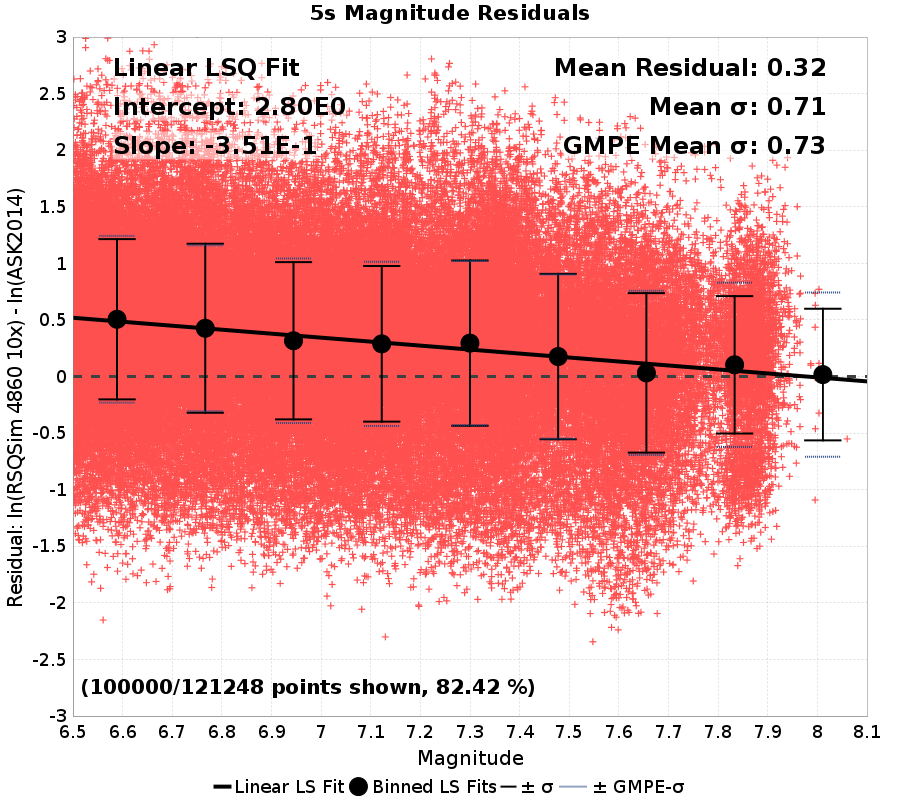 5s Magnitude Residuals
Linear LSQ Fit
Intercept: 2.80E0
Slope: -3.51E-1
Mean Residual: 0.32
Mean σ: 0.71
GMPE Mean σ: 0.73
Residual: ln(RSQSim 4860 10x) - ln(ASK2014)
3
2.5
2
1.5
1
0.5
0
-0.5
-1
-1.5
-2
-2.5
-3
(100000/121248 points shown, 82.42 %)
6.5 6.6 6.7 6.8 6.9 7 7.1 7.2 7.3 7.4 7.5 7.6 7.7 7.8 7.9 8 8.1
Magnitude
Linear LS Fit Binned LS Fits ± σ ± GMPE-σ